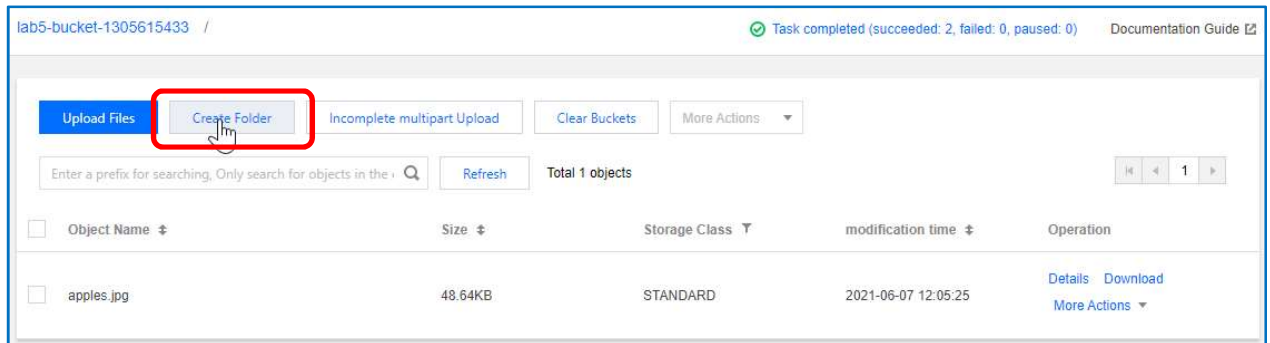 lab5-bucket-1305615433 / Task completed (succeeded: 2, failed: 0, paused: 0) Documentation Guide
Upload Files Create Folder Incomplete multipart Upload Clear Buckets More Actions
Enter a prefix for searching, Only search for objects in the Refresh Total 1 objects 1
Object Name Size Storage Class modification time Operation
Details Download
apples.jpg 48.64KB STANDARD 2021-06-07 12:05:25
More Actions